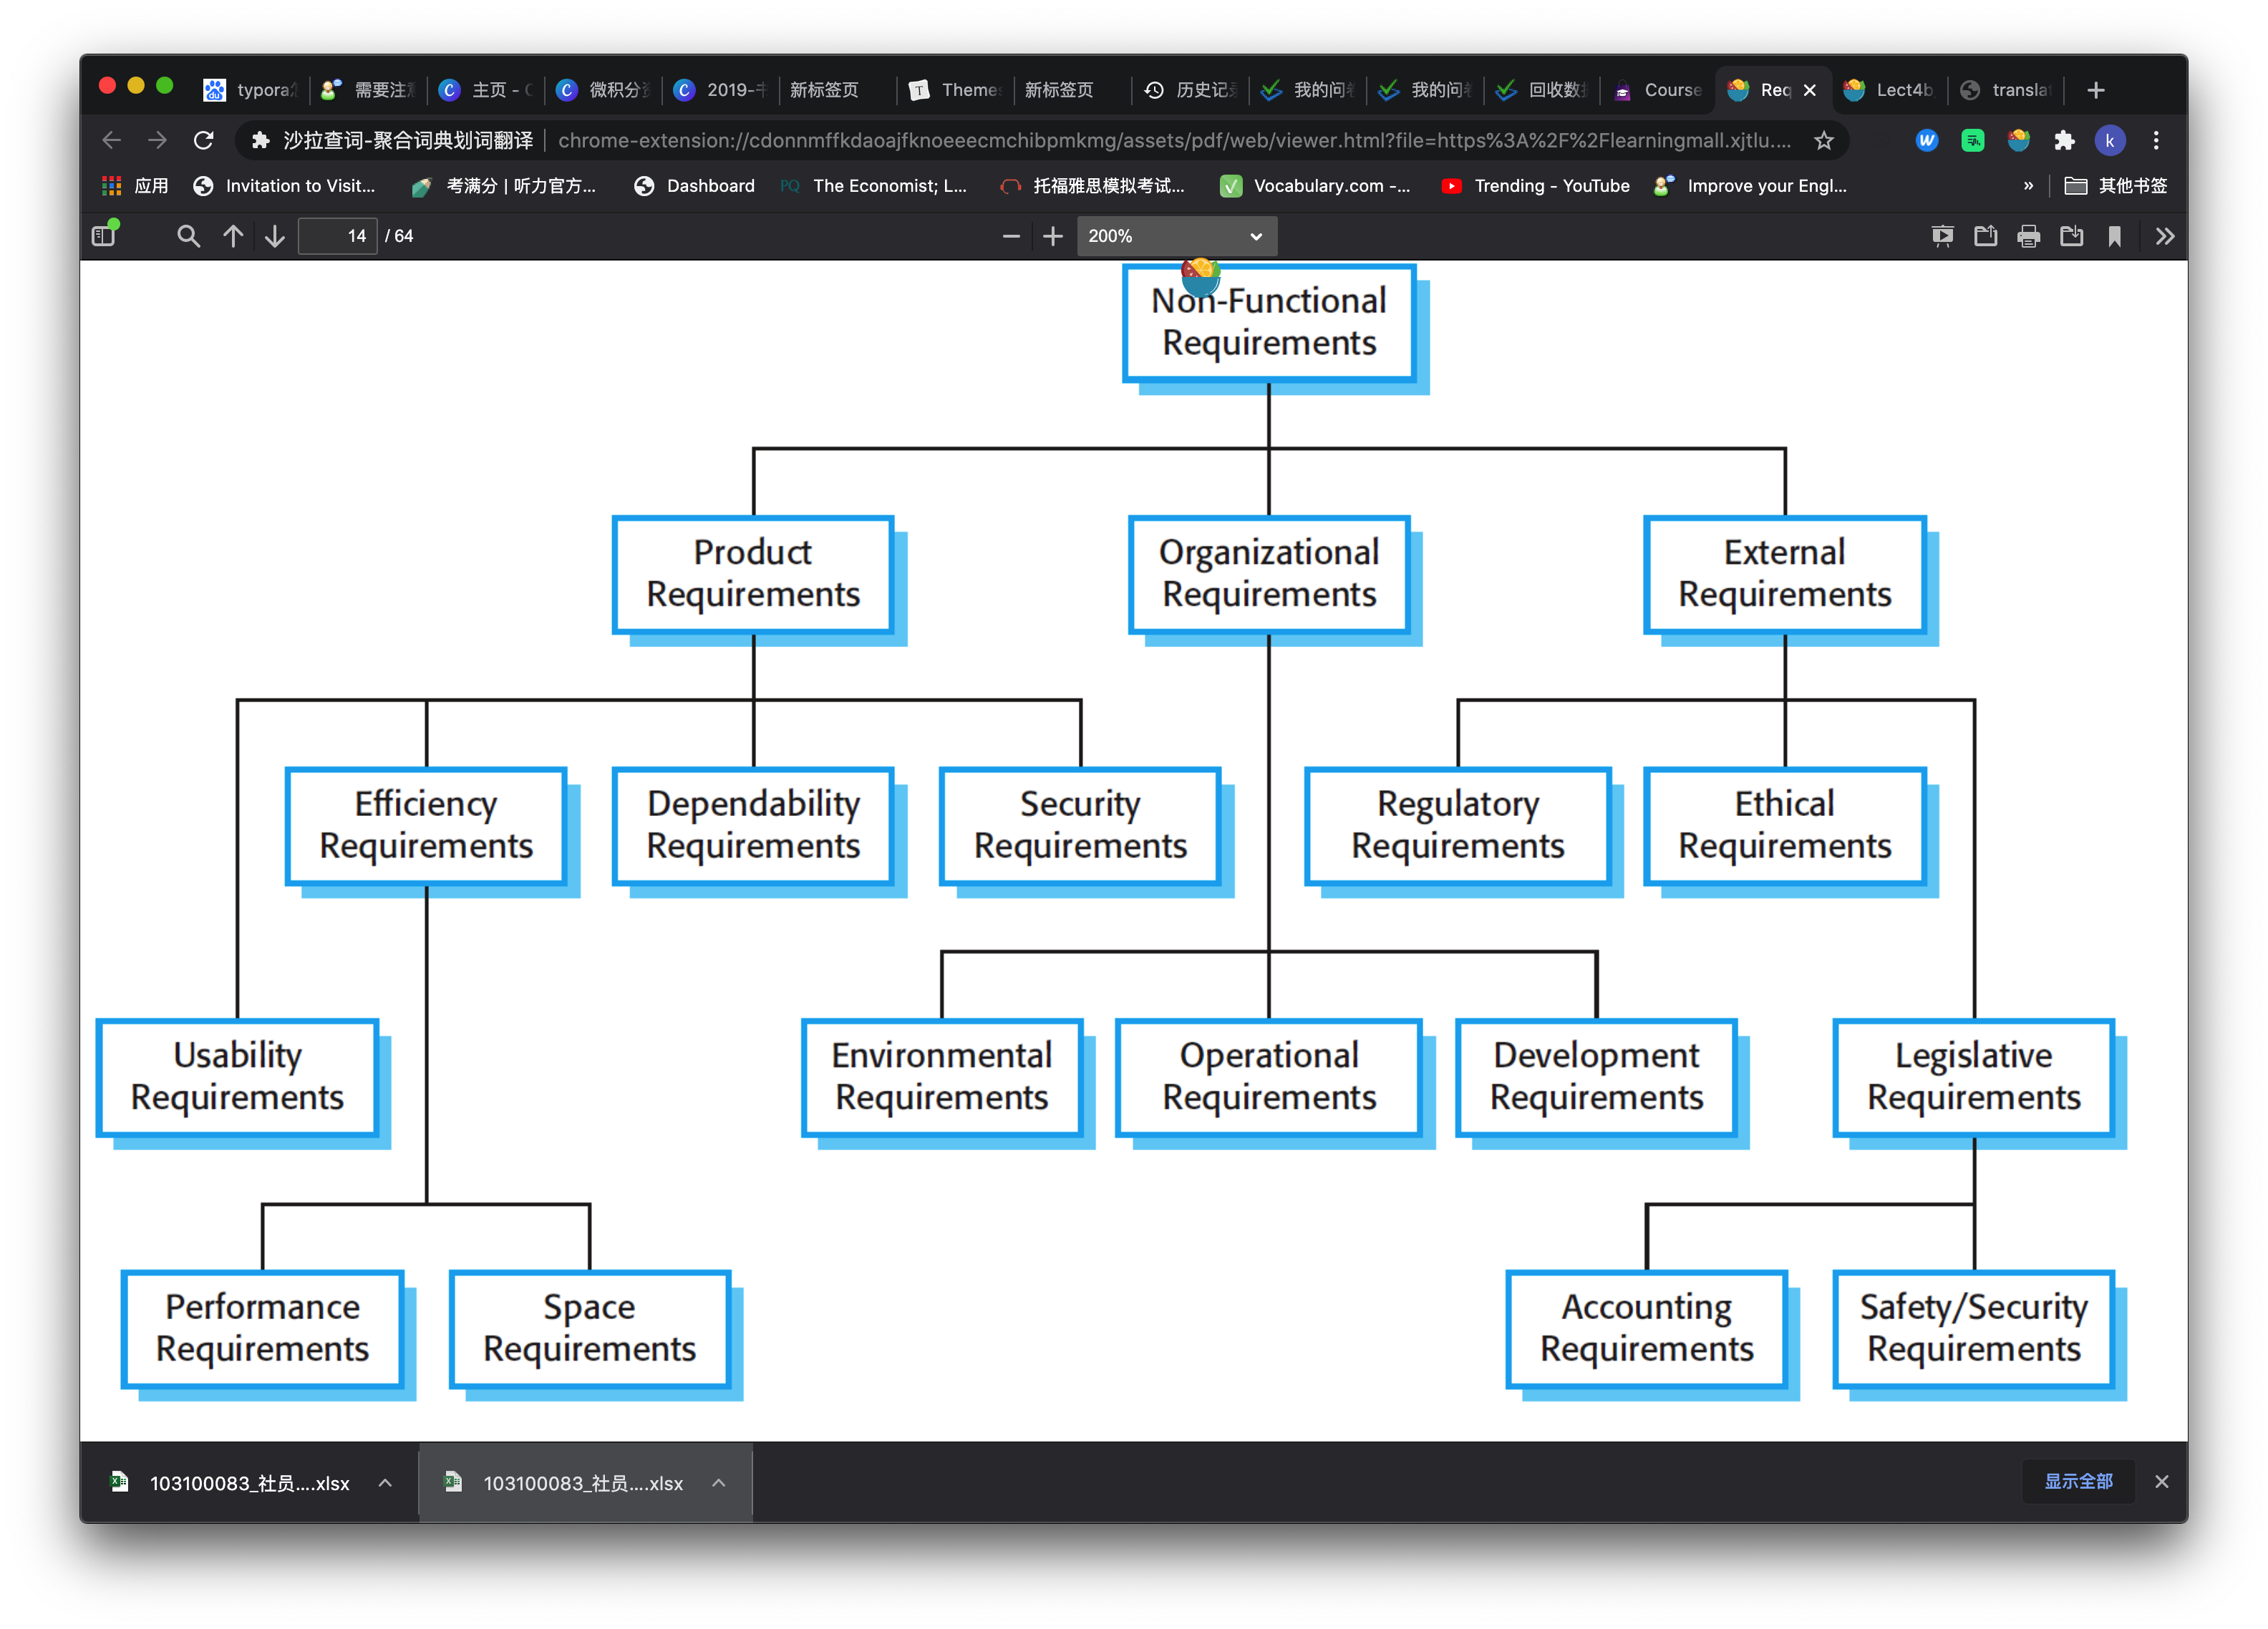 typora
需要注
主页 - C
微积分
2019-
新标签页
Themes
新标签页
历史记
我的问
我的问
回收数
Course
Req
Lect4b
transla
沙拉查词-聚合词典划词翻译
chrome-extension://cdonnmffkdaoajfknoeeecmchibpmkmg/assets/pdf/web/viewer.html?file=https%3A%2F%2Flearningmall.xjtlu....
k
应用
Invitation to Visit...
考满分 | 听力官方...
Dashboard
PQ
The Economist; L...
托福雅思模拟考试...
Vocabulary.com -...
Trending - YouTube
Improve your Engl...
»
其他书签
14 / 64
200%
Non-Functional
Requirements
Product
Requirements
Organizational
Requirements
External
Requirements
Efficiency
Requirements
Dependability
Requirements
Security
Requirements
Regulatory
Requirements
Ethical
Requirements
Usability
Requirements
Environmental
Requirements
Operational
Requirements
Development
Requirements
Legislative
Requirements
Performance
Requirements
Space
Requirements
Accounting
Requirements
Safety/Security
Requirements
103100083_社员....xlsx
103100083_社员....xlsx
显示全部